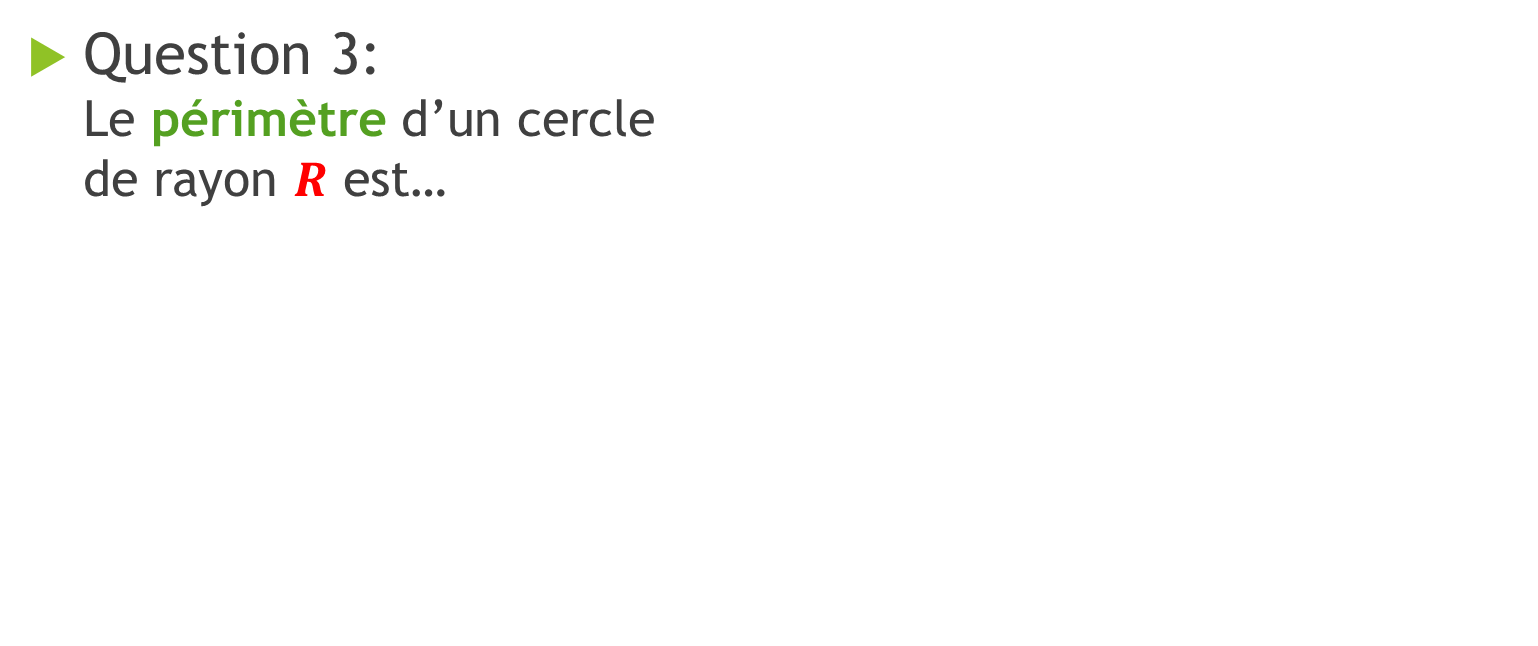 Question 3:
Le périmètre d’un cercle
de rayon R est…